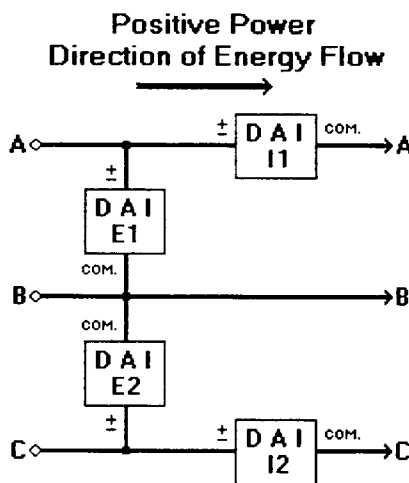 Positive Power
Direction of Energy Flow
A
±
DAI
I1
COM.
A
±
DAI
E1
COM.
B
B
COM.
DAI
E2
±
C
±
DAI
I2
COM.
C